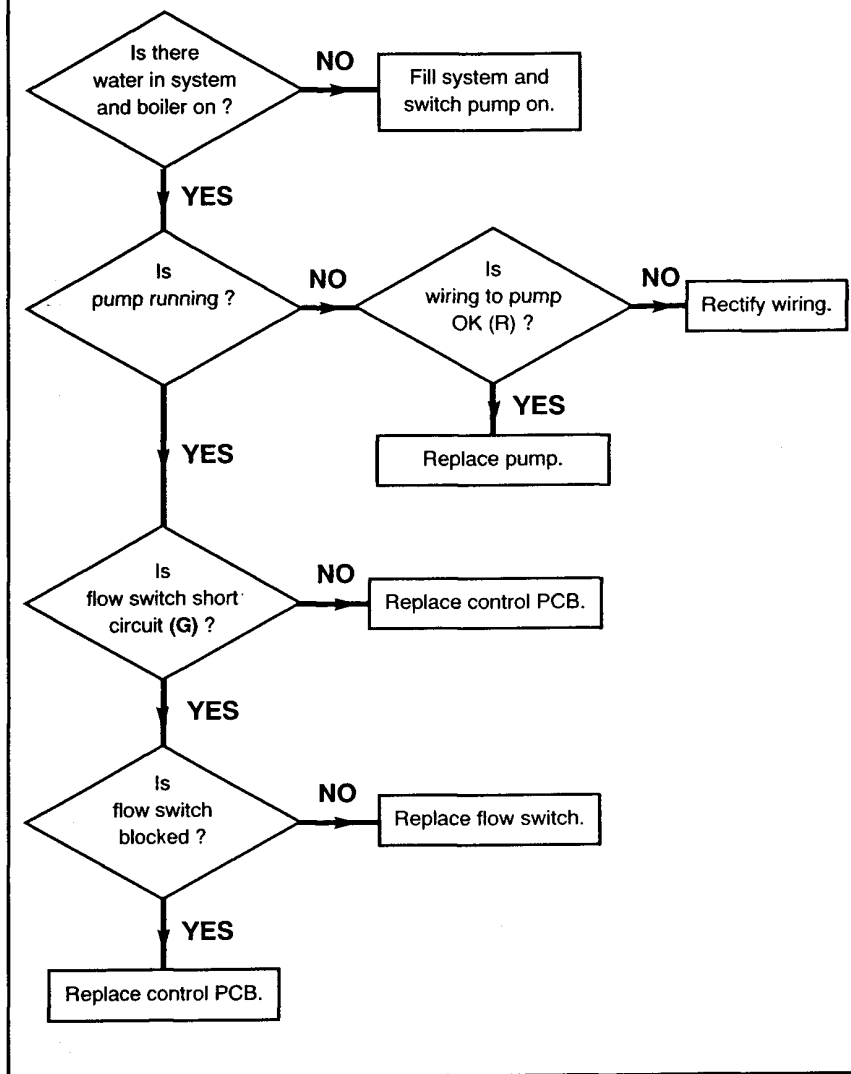 Is there
water in system
and boiler on ?
NO
Fill system and
switch pump on.
YES
Is
pump running ?
NO
Is
wiring to pump
OK (R) ?
NO
Rectify wiring.
YES
Replace pump.
YES
Is
flow switch short
circuit (G) ?
NO
Replace control PCB.
YES
Is
flow switch
blocked ?
NO
Replace flow switch.
YES
Replace control PCB.